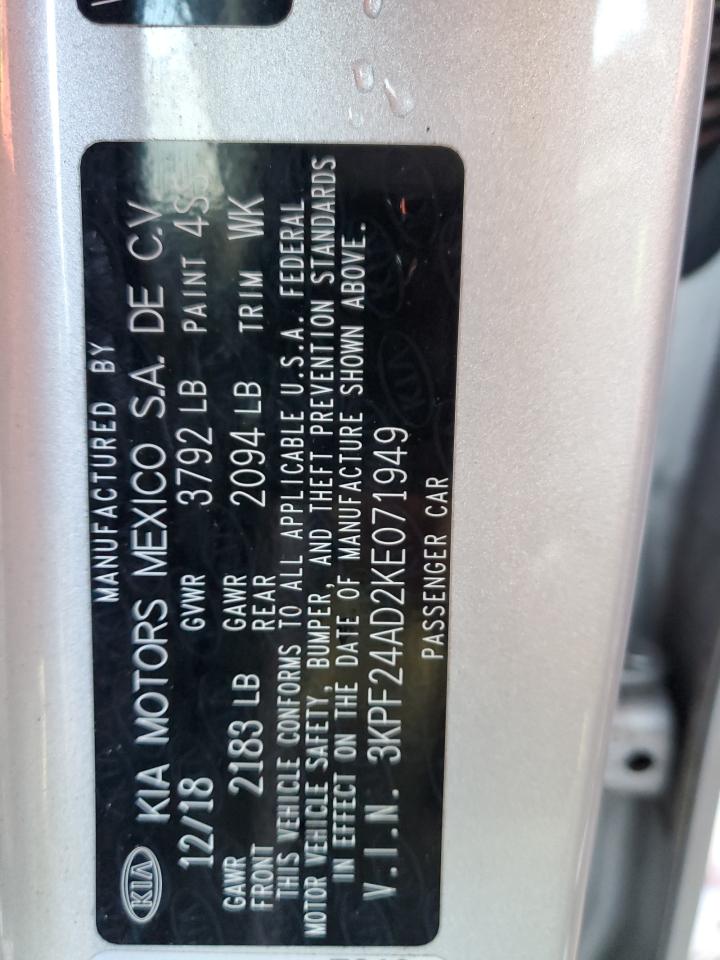 MANUFACTURED BY
KIA KIA MOTORS MEXICO S.A. DE C.V.
12/18 GVWR 3792 LB PAINT 4SS
GAWR FRONT 2183 LB GAWR REAR 2094 LB TRIM WK
THIS VEHICLE CONFORMS TO ALL APPLICABLE U.S.A. FEDERAL
MOTOR VEHICLE SAFETY, BUMPER, AND THEFT PREVENTION STANDARDS
IN EFFECT ON THE DATE OF MANUFACTURE SHOWN ABOVE.
V.I.N. 3KPF24AD2KE071949
PASSENGER CAR